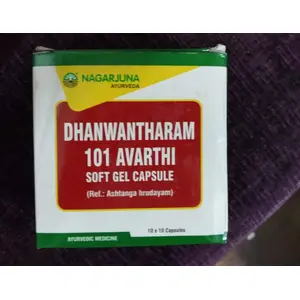 NAGARJUNA
AYURVEDA
DHANWANTHARAM
101 AVARTHI
SOFT GEL CAPSULE
(Ref.: Ashtanga hrudayam)
10 x 10 Capsules
AYURVEDIC MEDICINE